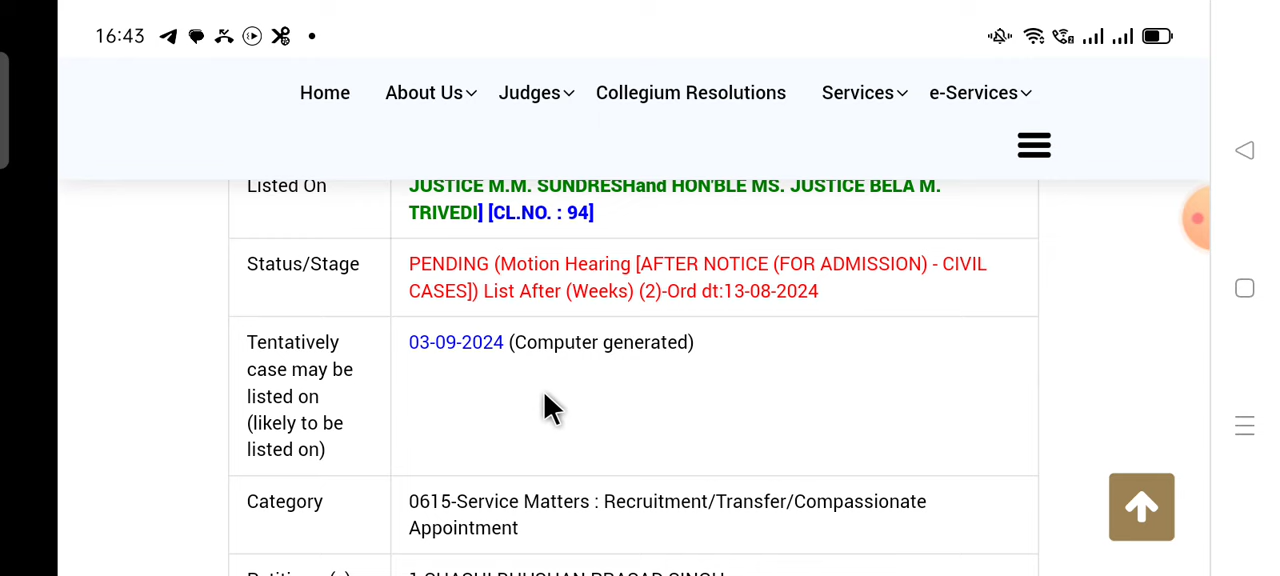 16:43
Home About Us Judges Collegium Resolutions Services e-Services
Listed On
JUSTICE M.M. SUNDRESHand HON'BLE MS. JUSTICE BELA M.
TRIVEDI] [CL.NO. : 94]
Status/Stage
PENDING (Motion Hearing [AFTER NOTICE (FOR ADMISSION) - CIVIL
CASES]) List After (Weeks) (2)-Ord dt:13-08-2024
Tentatively
case may be
listed on
(likely to be
listed on)
03-09-2024 (Computer generated)
Category
0615-Service Matters : Recruitment/Transfer/Compassionate
Appointment